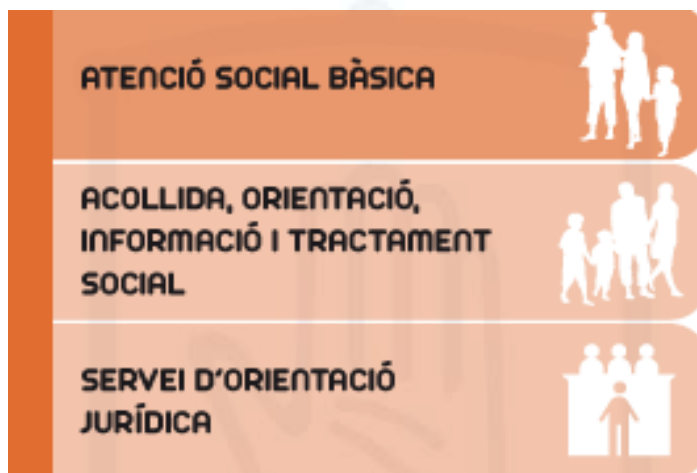 ATENCIÓ SOCIAL BÀSICA
ACOLLIDA, ORIENTACIÓ,
INFORMACIÓ I TRACTAMENT
SOCIAL
SERVEI D'ORIENTACIÓ
JURÍDICA